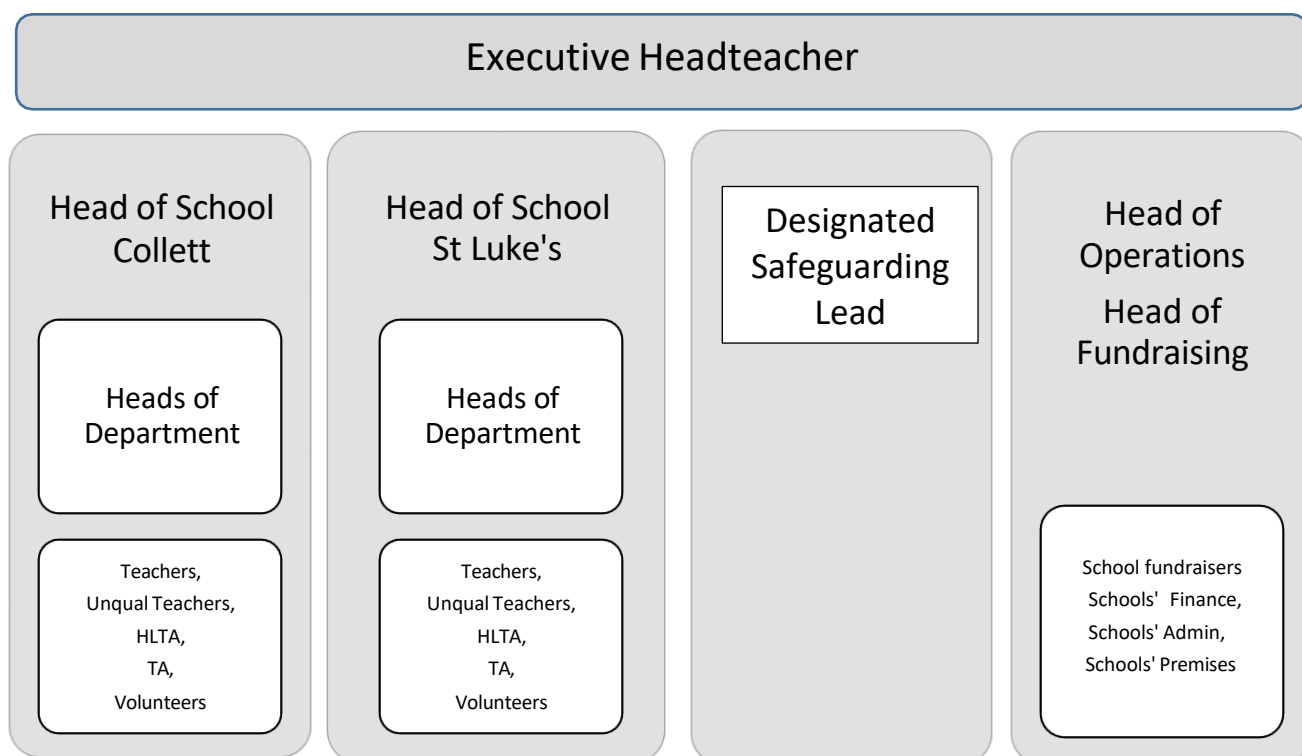 Executive Headteacher
Head of School
Collett
Heads of
Department
Teachers,
Unqual Teachers,
HLTA,
TA,
Volunteers
Head of School
St Luke's
Heads of
Department
Teachers,
Unqual Teachers,
HLTA,
TA,
Volunteers
Designated
Safeguarding
Lead
Head of
Operations
Head of
Fundraising
School fundraisers
Schools' Finance,
Schools' Admin,
Schools' Premises